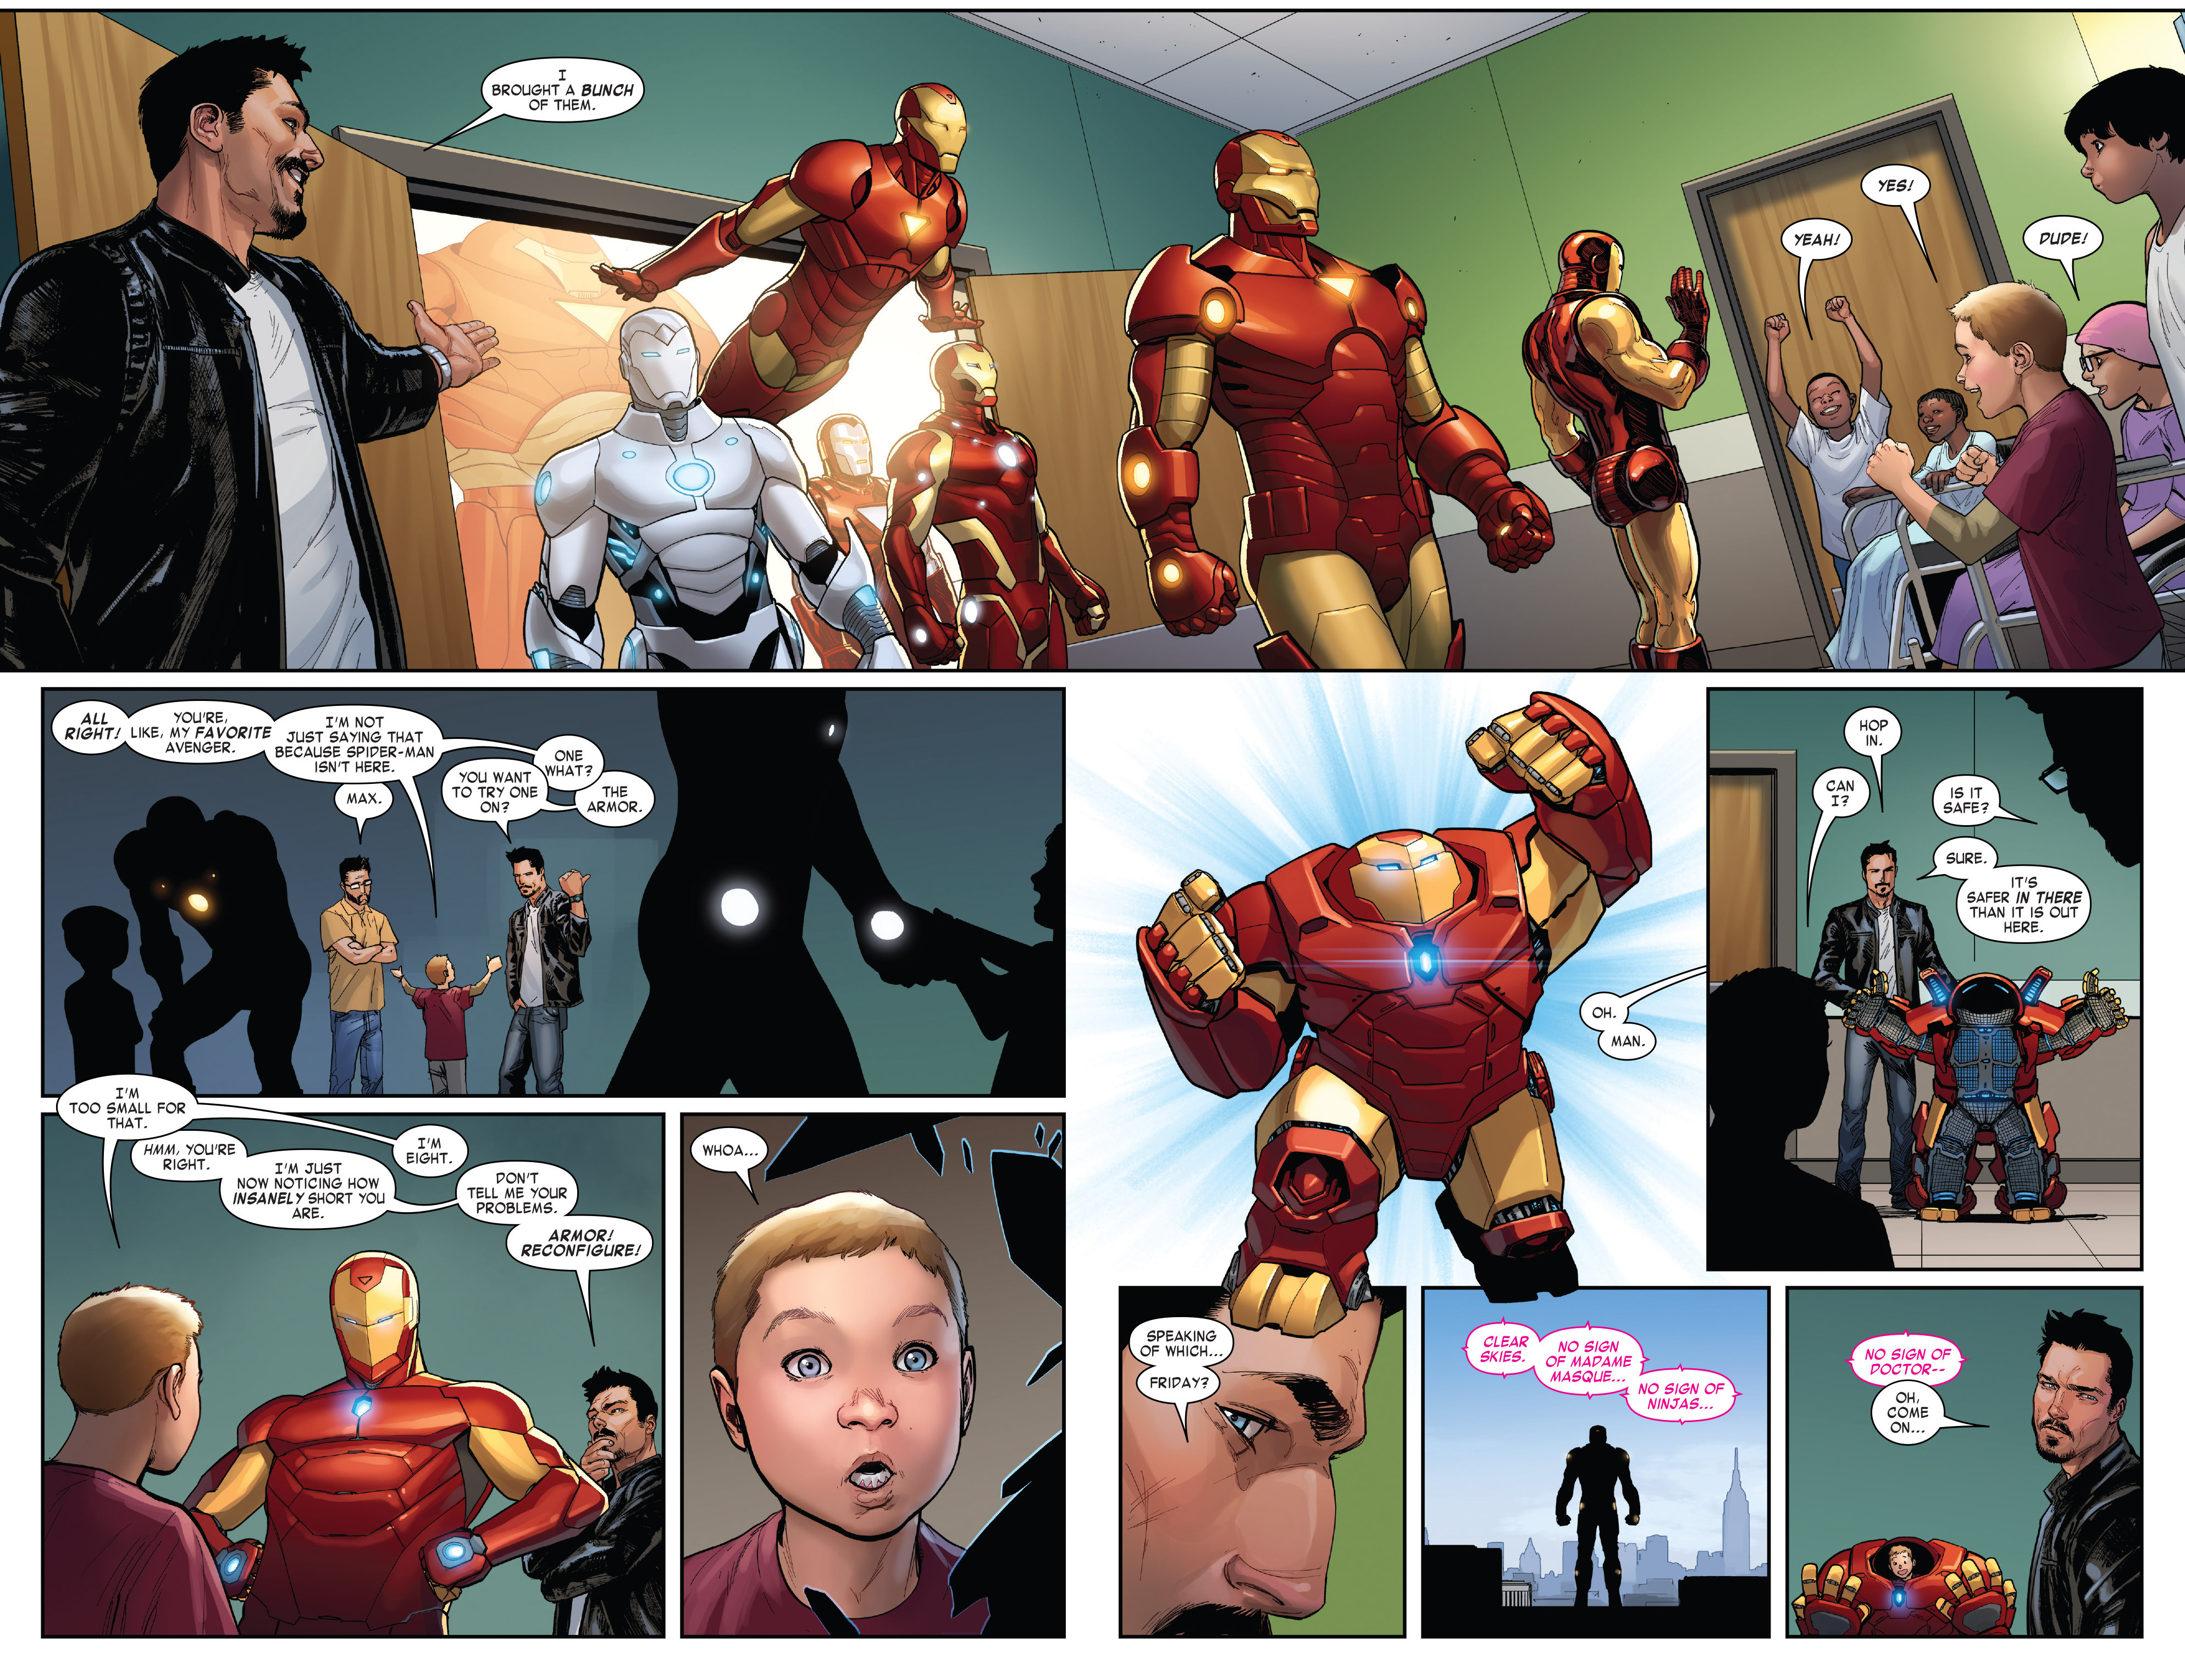 I
BROUGHT A BUNCH
OF THEM.
YEAH!
YES!
DUDE!
ALL
RIGHT!
YOU'RE,
LIKE, MY FAVORITE
AVENGER.
I'M NOT
JUST SAYING THAT
BECAUSE SPIDER-MAN
ISN'T HERE.
MAX.
YOU WANT
TO TRY ONE
ON?
ONE
WHAT?
THE
ARMOR.
I'M
TOO SMALL FOR
THAT.
HMM, YOU'RE
RIGHT.
I'M JUST
NOW NOTICING HOW
INSANELY SHORT YOU
ARE.
I'M
EIGHT.
DON'T
TELL ME YOUR
PROBLEMS.
ARMOR!
RECONFIGURE!
WHOA...
OH.
MAN.
HOP
IN.
CAN
I?
IS IT
SAFE?
SURE.
IT'S
SAFER IN THERE
THAN IT IS OUT
HERE.
SPEAKING
OF WHICH...
FRIDAY?
CLEAR
SKIES.
NO SIGN
OF MADAME
MASQUE...
NO SIGN OF
NINJAS...
NO SIGN OF
DOCTOR--
OH,
COME
ON...